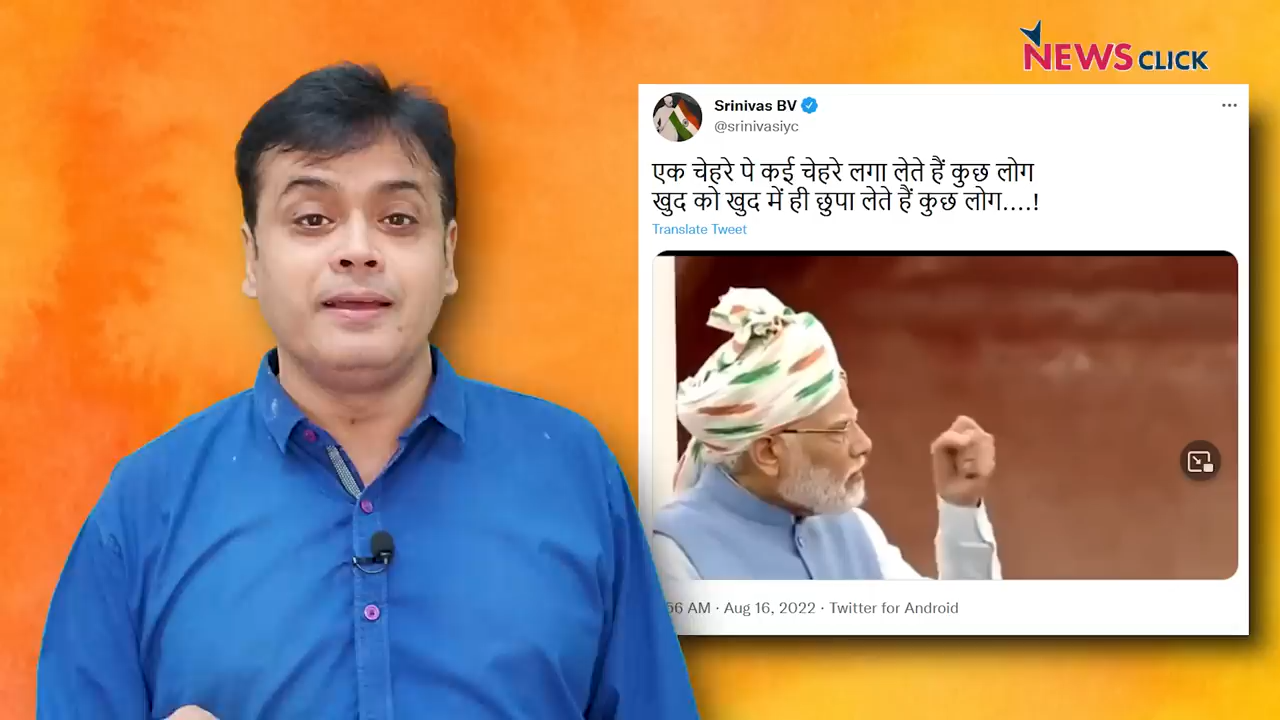 NEWS CLICK
Srinivas BV
@srinivasiyc
एक चेहरे पे कई चेहरे लगा लेते हैं कुछ लोग
खुद को खुद में ही छुपा लेते हैं कुछ लोग....!
Translate Tweet
56 AM · Aug 16, 2022 · Twitter for Android